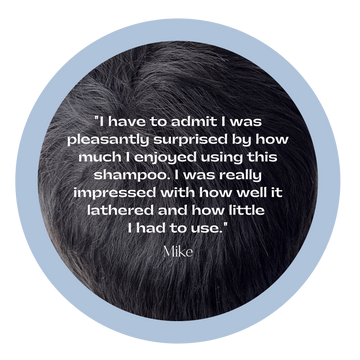 "I have to admit I was
pleasantly surprised by how
much I enjoyed using this
shampoo. I was really
impressed with how well it
lathered and how little
I had to use."
Mike